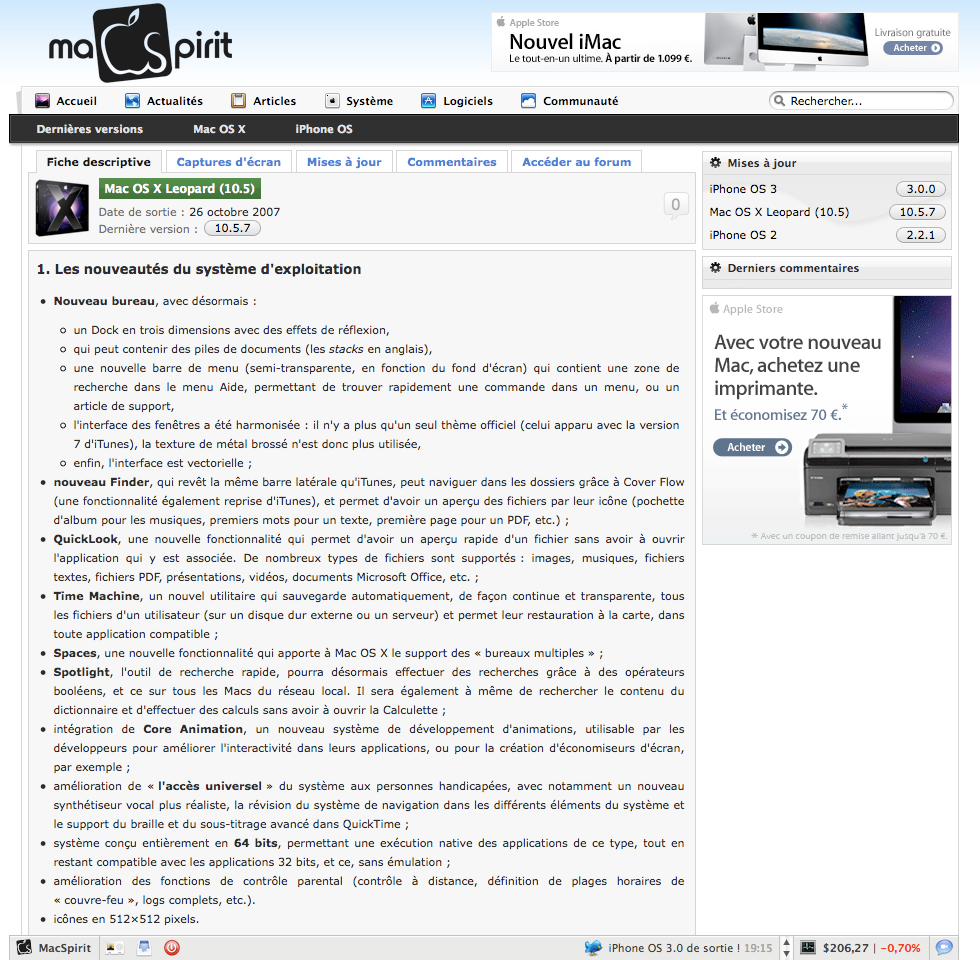 macSpirit
Apple Store
Nouvel iMac
Le tout-en-un ultime. À partir de 1.099 €.
Livraison gratuite
Acheter
Accueil
Actualités
Articles
Système
Logiciels
Communauté
Rechercher...
Dernières versions
Mac OS X
iPhone OS
Fiche descriptive
Captures d'écran
Mises à jour
Commentaires
Accéder au forum
Mac OS X Leopard (10.5)
Date de sortie : 26 octobre 2007
Dernière version : 10.5.7
0
1. Les nouveautés du système d'exploitation
• Nouveau bureau, avec désormais :
un Dock en trois dimensions avec des effets de réflexion,
qui peut contenir des piles de documents (les stacks en anglais),
une nouvelle barre de menu (semi-transparente, en fonction du fond d'écran) qui contient une zone de
recherche dans le menu Aide, permettant de trouver rapidement une commande dans un menu, ou un
article de support,
l'interface des fenêtres a été harmonisée : il n'y a plus qu'un seul thème officiel (celui apparu avec la version
7 d'iTunes), la texture de métal brossé n'est donc plus utilisée,
enfin, l'interface est vectorielle ;
• nouveau Finder, qui revêt la même barre latérale qu'iTunes, peut naviguer dans les dossiers grâce à Cover Flow
(une fonctionnalité également reprise d'iTunes), et permet d'avoir un aperçu des fichiers par leur icône (pochette
d'album pour les musiques, premiers mots pour un texte, première page pour un PDF, etc.) ;
• QuickLook, une nouvelle fonctionnalité qui permet d'avoir un aperçu rapide d'un fichier sans avoir à ouvrir
l'application qui y est associée. De nombreux types de fichiers sont supportés : images, musiques, fichiers
textes, fichiers PDF, présentations, vidéos, documents Microsoft Office, etc. ;
• Time Machine, un nouvel utilitaire qui sauvegarde automatiquement, de façon continue et transparente, tous
les fichiers d'un utilisateur (sur un disque dur externe ou un serveur) et permet leur restauration à la carte, dans
toute application compatible ;
• Spaces, une nouvelle fonctionnalité qui apporte à Mac OS X le support des « bureaux multiples » ;
• Spotlight, l'outil de recherche rapide, pourra désormais effectuer des recherches grâce à des opérateurs
booléens, et ce sur tous les Macs du réseau local. Il sera également à même de rechercher le contenu du
dictionnaire et d'effectuer des calculs sans avoir à ouvrir la Calculette ;
• intégration de Core Animation, un nouveau système de développement d'animations, utilisable par les
développeurs pour améliorer l'interactivité dans leurs applications, ou pour la création d'économiseurs d'écran,
par exemple ;
• amélioration de « l'accès universel » du système aux personnes handicapées, avec notamment un nouveau
synthétiseur vocal plus réaliste, la révision du système de navigation dans les différents éléments du système et
le support du braille et du sous-titrage avancé dans QuickTime ;
• système conçu entièrement en 64 bits, permettant une exécution native des applications de ce type, tout en
restant compatible avec les applications 32 bits, et ce, sans émulation ;
• amélioration des fonctions de contrôle parental (contrôle à distance, définition de plages horaires de
« couvre-feu », logs complets, etc.).
• icônes en 512×512 pixels.
Mises à jour
iPhone OS 3 3.0.0
Mac OS X Leopard (10.5) 10.5.7
iPhone OS 2 2.2.1
Derniers commentaires
Apple Store
Avec votre nouveau
Mac, achetez une
imprimante.
Et économisez 70 €.*
Acheter
* Avec un coupon de remise allant jusqu'à 70 €.
MacSpirit
iPhone OS 3.0 de sortie ! 19:15
$206,27 | −0,70%